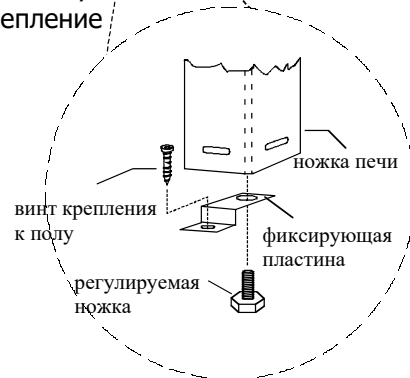 епление
ножка печи
винт крепления
к полу
фиксирующая
пластина
регулируемая
ножка